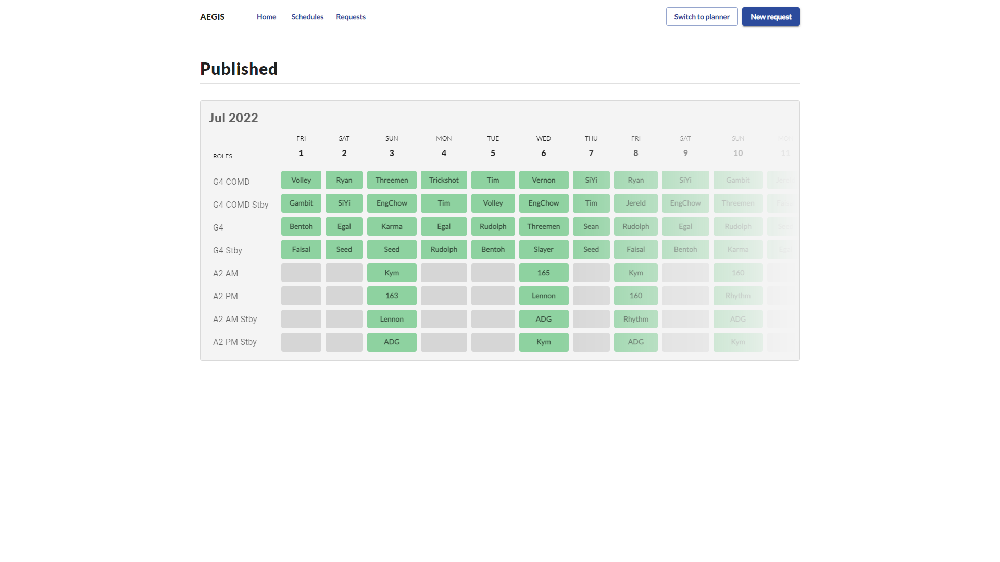 AEGIS Home Schedules Requests Switch to planner New request
Published
Jul 2022
FRI SAT SUN MON TUE WED THU FRI SAT SUN MON
ROLES 1 2 3 4 5 6 7 8 9 10 11
G4 COMD Volley Ryan Threemen Trickshot Tim Vernon SiYi Ryan SiYi Gambit
G4 COMD Stby Gambit SiYi EngChow Tim Volley EngChow Tim Jereld EngChow Threemen
G4 Bentoh Egal Karma Egal Rudolph Threemen Sean Rudolph Egal Rudolph
G4 Stby Faisal Seed Seed Rudolph Bentoh Slayer Seed Faisal Bentoh Karma
A2 AM Kym 165 Kym 160
A2 PM 163 Lennon 160 Rhythm
A2 AM Stby Lennon ADG Rhythm ADG
A2 PM Stby ADG Kym ADG Kym